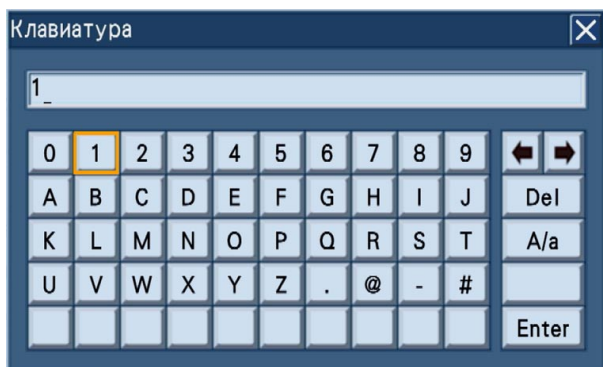 Клавиатура
1_
0 1 2 3 4 5 6 7 8 9
A B C D E F G H I J Del
K L M N O P Q R S T A/a
U V W X Y Z . @ - #
Enter